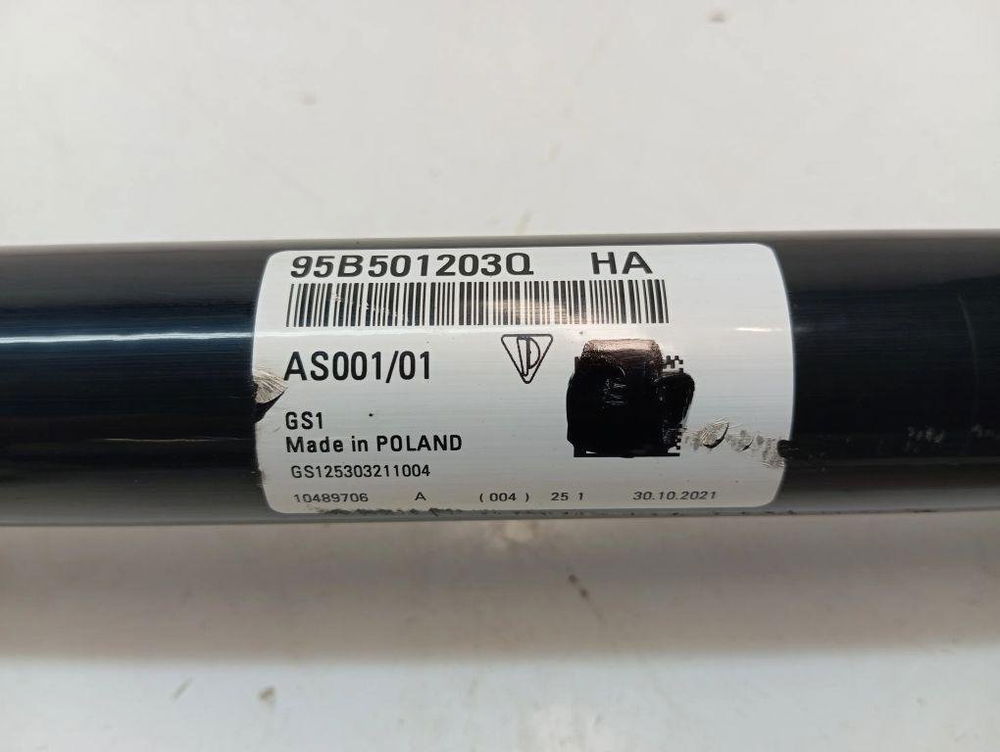 95B501203Q HA
AS001/01
GS1
Made in POLAND
GS125303211004
10489706 A (004) 25 1 30.10.2021